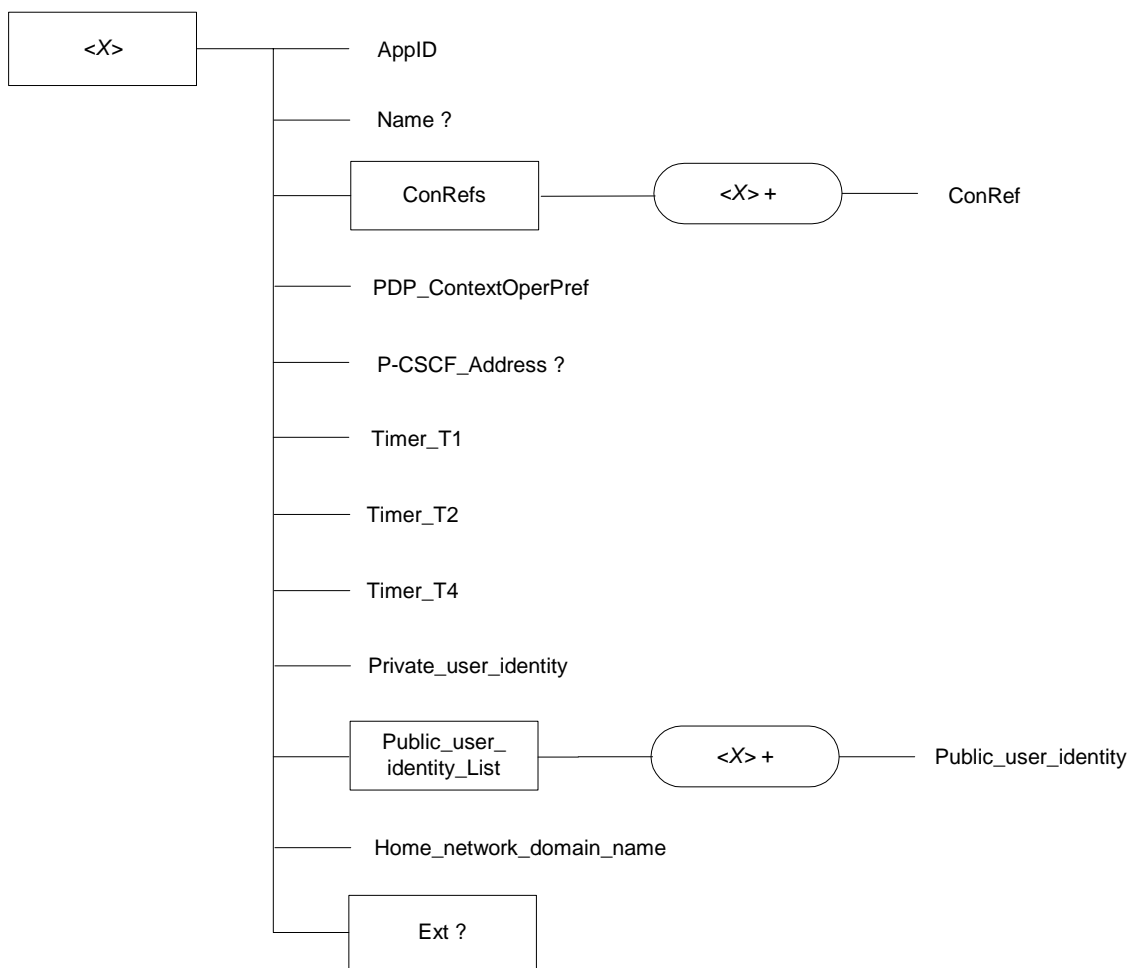 <X>
AppID
Name ?
ConRefs
<X> +
ConRef
PDP_ContextOperPref
P-CSCF_Address ?
Timer_T1
Timer_T2
Timer_T4
Private_user_identity
Public_user_
identity_List
<X> +
Public_user_identity
Home_network_domain_name
Ext ?